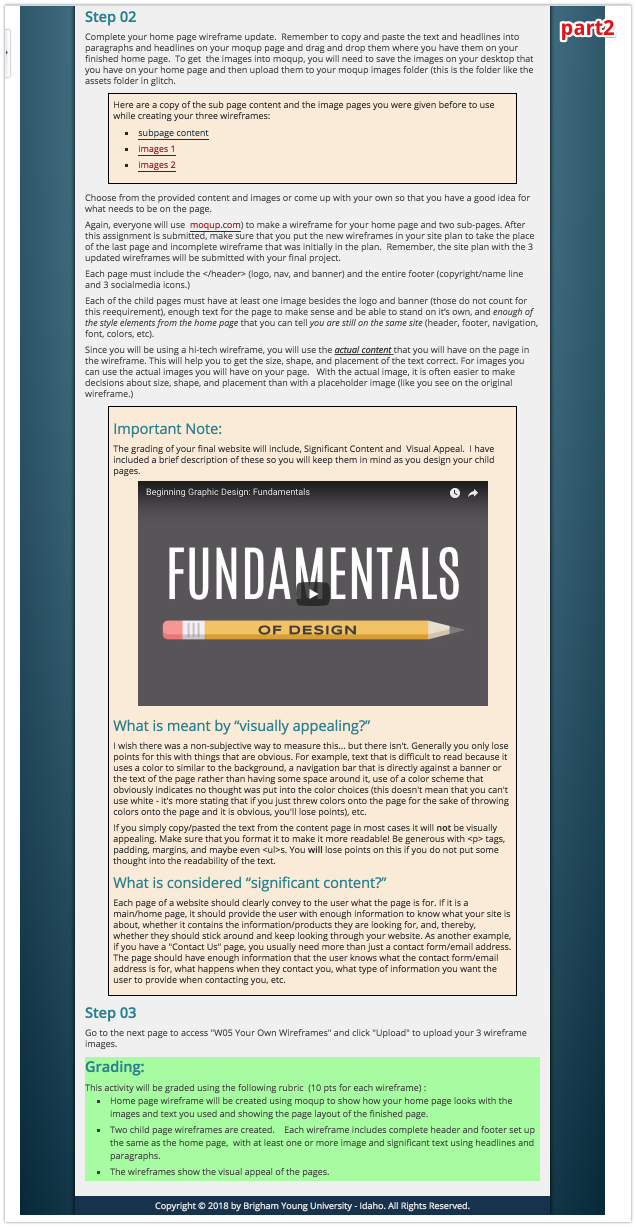 part2
Step 02
Complete your home page wireframe update. Remember to copy and paste the text and headlines into
paragraphs and headlines on your moqup page and drag and drop them where you have them on your
finished home page. To get the images into moqup, you will need to save the images on your desktop that
you have on your home page and then upload them to your moqup images folder (this is the folder like the
assets folder in glitch.
Here are a copy of the sub page content and the image pages you were given before to use
while creating your three wireframes:
subpage content
images 1
images 2
Choose from the provided content and images or come up with your own so that you have a good idea for
what needs to be on the page.
Again, everyone will use moqup.com) to make a wireframe for your home page and two sub-pages. After
this assignment is submitted, make sure that you put the new wireframes in your site plan to take the place
of the last page and incomplete wireframe that was initially in the plan. Remember, the site plan with the 3
updated wireframes will be submitted with your final project.
Each page must include the </header> (logo, nav, and banner) and the entire footer (copyright/name line
and 3 socialmedia icons.)
Each of the child pages must have at least one image besides the logo and banner (those do not count for
this reequirement), enough text for the page to make sense and be able to stand on it's own, and enough of
the style elements from the home page that you can tell you are still on the same site (header, footer, navigation,
font, colors, etc).
Since you will be using a hi-tech wireframe, you will use the actual content that you will have on the page in
the wireframe. This will help you to get the size, shape, and placement of the text correct. For images you
can use the actual images you will have on your page. With the actual image, it is often easier to make
decisions about size, shape, and placement than with a placeholder image (like you see on the original
wireframe.)
Important Note:
The grading of your final website will include, Significant Content and Visual Appeal. I have
included a brief description of these so you will keep them in mind as you design your child
pages.
Beginning Graphic Design: Fundamentals
FUNDAMENTALS
OF DESIGN
What is meant by “visually appealing?”
I wish there was a non-subjective way to measure this... but there isn't. Generally you only lose
points for this with things that are obvious. For example, text that is difficult to read because it
uses a color to similar to the background, a navigation bar that is directly against a banner or
the text of the page rather than having some space around it, use of a color scheme that
obviously indicates no thought was put into the color choices (this doesn't mean that you can't
use white - it's more stating that if you just threw colors onto the page for the sake of throwing
colors onto the page and it is obvious, you'll lose points), etc.
If you simply copy/pasted the text from the content page in most cases it will not be visually
appealing. Make sure that you format it to make it more readable! Be generous with <p> tags,
padding, margins, and maybe even <ul>s. You will lose points on this if you do not put some
thought into the readability of the text.
What is considered “significant content?”
Each page of a website should clearly convey to the user what the page is for. If it is a
main/home page, it should provide the user with enough information to know what your site is
about, whether it contains the information/products they are looking for, and, thereby,
whether they should stick around and keep looking through your website. As another example,
if you have a "Contact Us" page, you usually need more than just a contact form/email address.
The page should have enough information that the user knows what the contact form/email
address is for, what happens when they contact you, what type of information you want the
user to provide when contacting you, etc.
Step 03
Go to the next page to access "W05 Your Own Wireframes" and click "Upload" to upload your 3 wireframe
images.
Grading:
This activity will be graded using the following rubric (10 pts for each wireframe) :
Home page wireframe will be created using moqup to show how your home page looks with the
images and text you used and showing the page layout of the finished page.
Two child page wireframes are created. Each wireframe includes complete header and footer set up
the same as the home page, with at least one or more image and significant text using headlines and
paragraphs.
The wireframes show the visual appeal of the pages.
Copyright © 2018 by Brigham Young University - Idaho. All Rights Reserved.